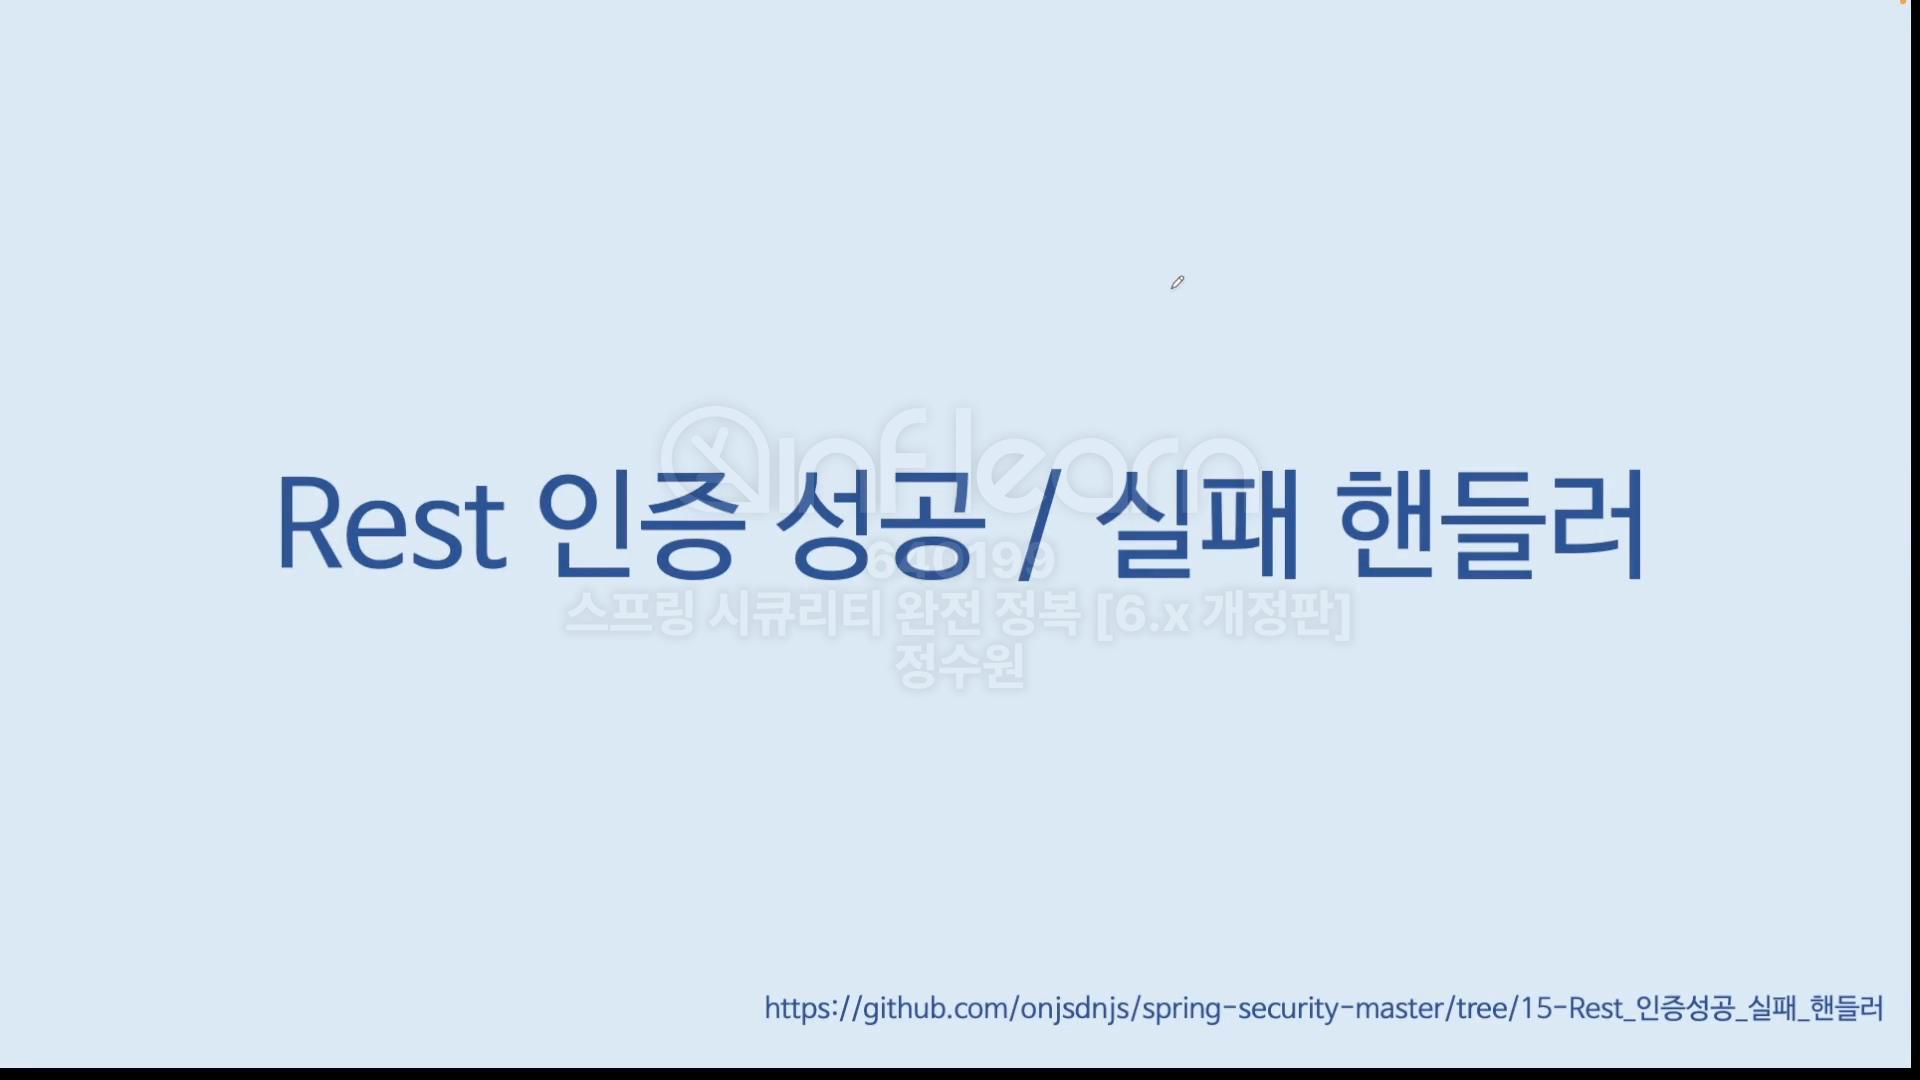 inflearn
Rest 인증 성공 / 실패 핸들러
640199
스프링 시큐리티 완전 정복 [6.x 개정판]
정수원
https://github.com/onjsdnjs/spring-security-master/tree/15-Rest_인증성공_실패_핸들러